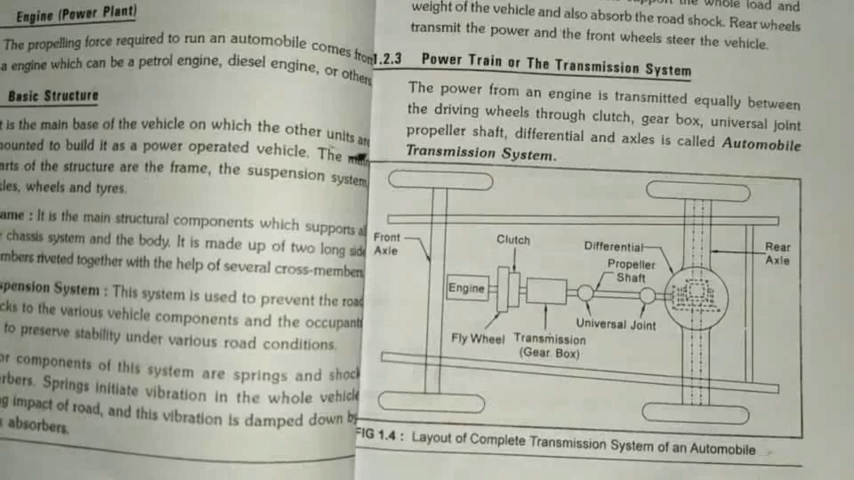 Engine (Power Plant)
The propelling force required to run an automobile comes from
a engine which can be a petrol engine, diesel engine, or others
Basic Structure
t is the main base of the vehicle on which the other units are
mounted to build it as a power operated vehicle. The main
arts of the structure are the frame, the suspension system,
les, wheels and tyres.
ame : It is the main structural components which supports al
chassis system and the body. It is made up of two long side
mbers riveted together with the help of several cross-members
spension System : This system is used to prevent the road
cks to the various vehicle components and the occupants
to preserve stability under various road conditions.
or components of this system are springs and shock
rbers. Springs initiate vibration in the whole vehicle
g impact of road, and this vibration is damped down by
absorbers.
the whole load and
weight of the vehicle and also absorb the road shock. Rear wheels
transmit the power and the front wheels steer the vehicle.
1.2.3 Power Train or The Transmission System
The power from an engine is transmitted equally between
the driving wheels through clutch, gear box, universal joint
propeller shaft, differential and axles is called Automobile
Transmission System.
Front
Axle
Clutch
Differential
Propeller
Shaft
Rear
Axle
Engine
Universal Joint
Fly Wheel
Transmission
(Gear Box)
FIG 1.4 : Layout of Complete Transmission System of an Automobile